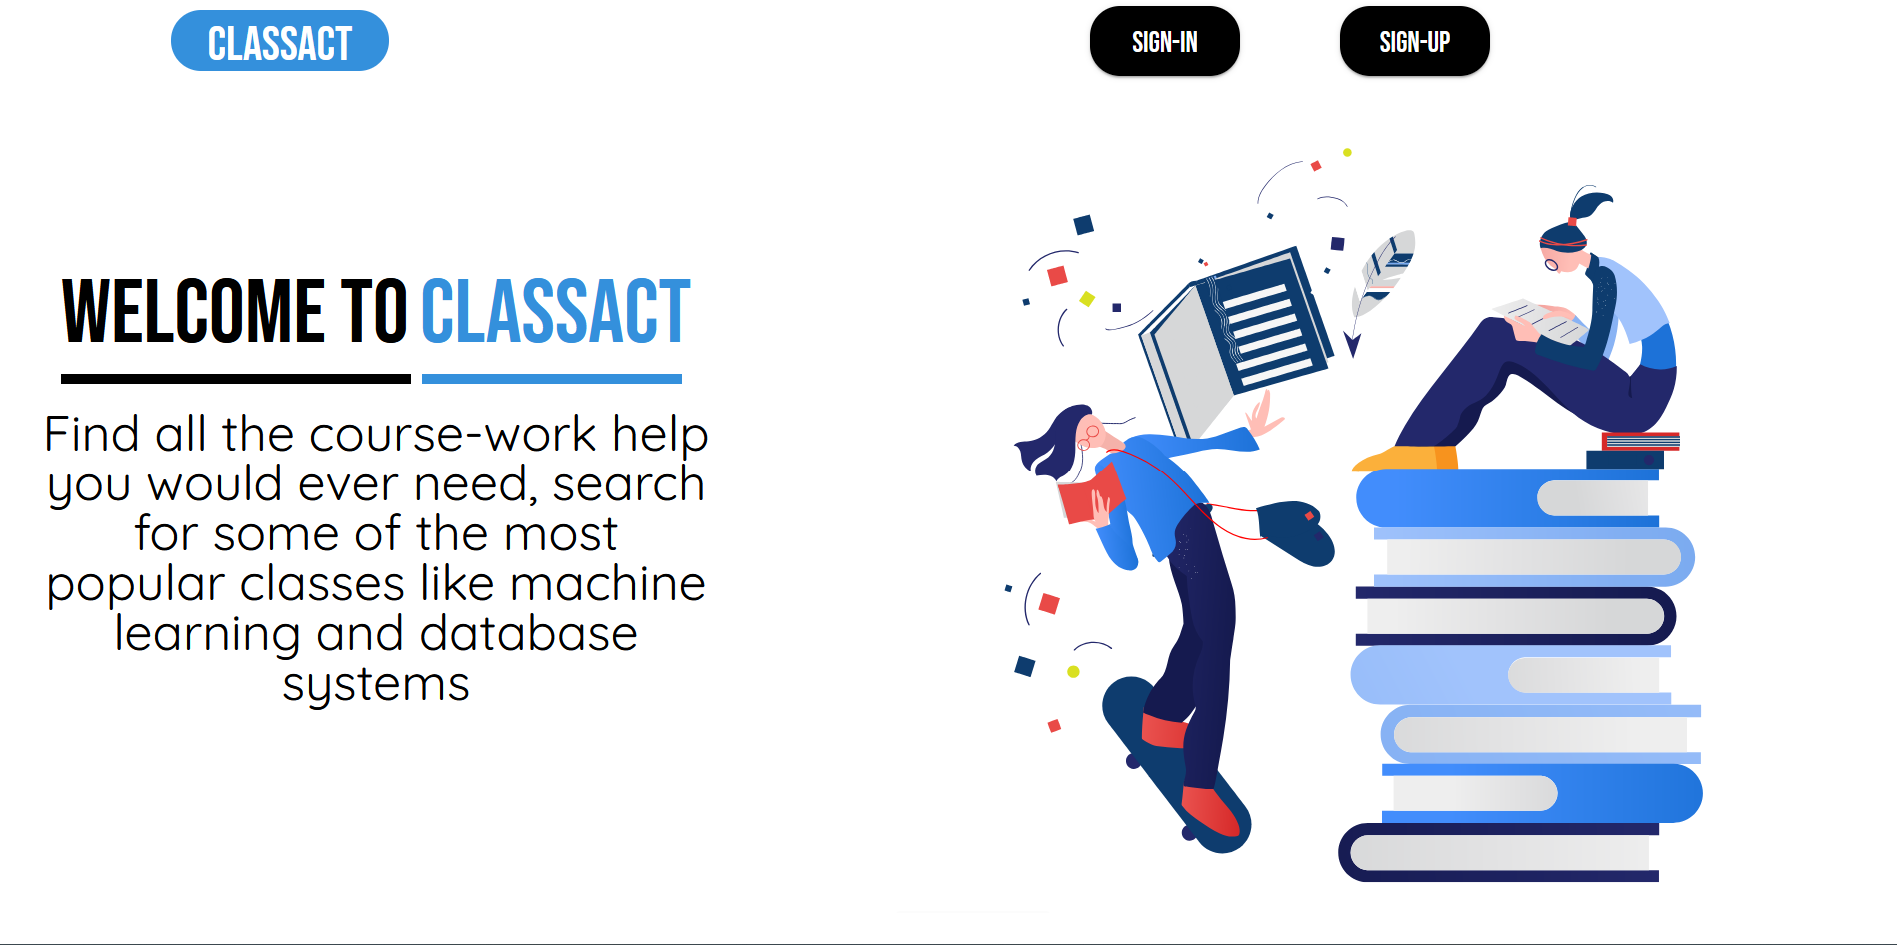 CLASSACT
SIGN-IN
SIGN-UP
WELCOME TO CLASSACT
Find all the course-work help
you would ever need, search
for some of the most
popular classes like machine
learning and database
systems